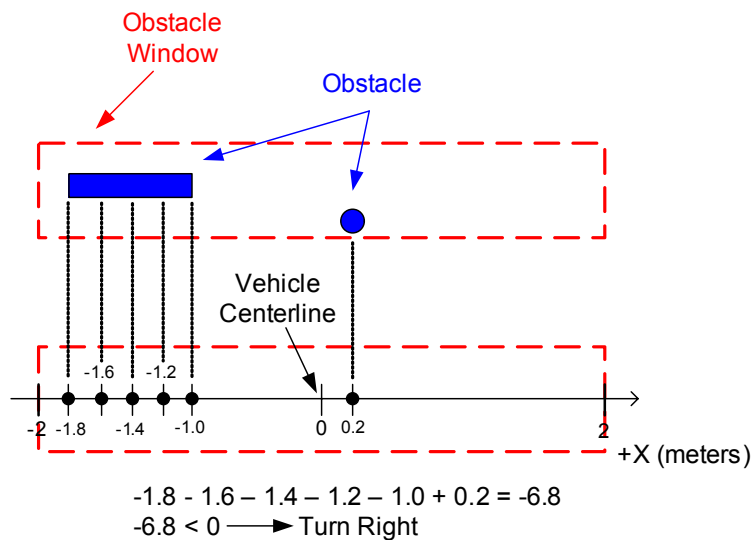 Obstacle
Window
Obstacle
Vehicle
Centerline
-1.6
-1.2
-2
-1.8
-1.4
-1.0
0
0.2
2
+X (meters)
-1.8 - 1.6 – 1.4 – 1.2 – 1.0 + 0.2 = -6.8
-6.8 < 0 → Turn Right